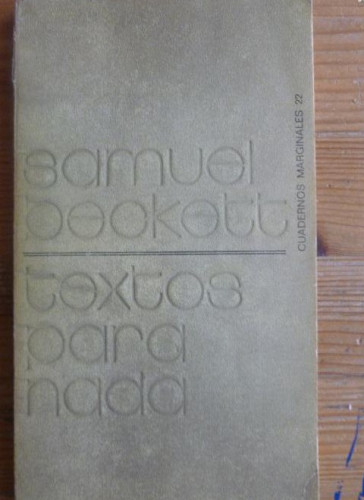 samuel
beckett
textos
para
nada
CUADERNOS MARGINALES 22